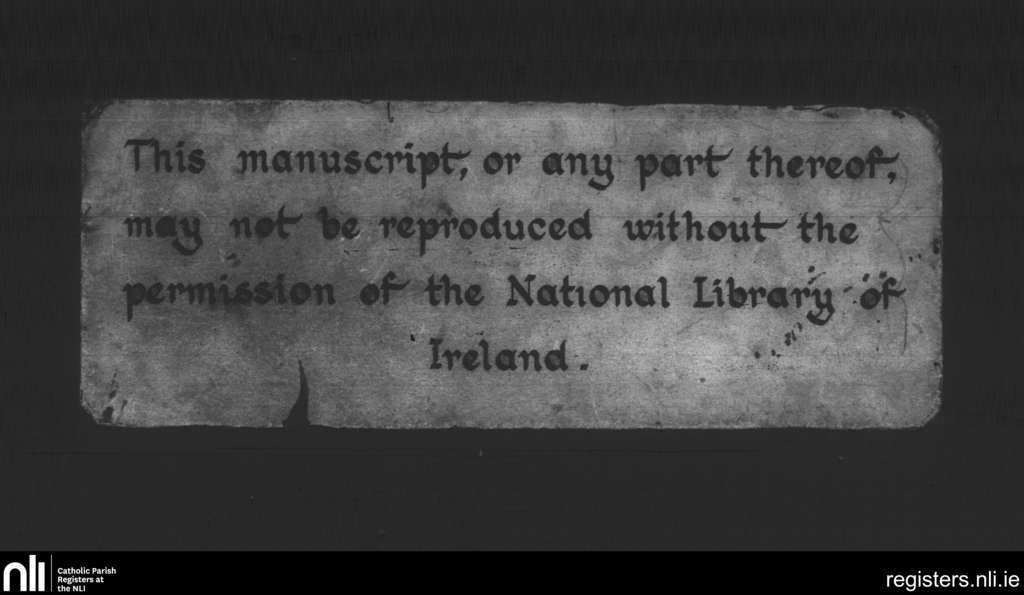 This manuscript, or any part thereof,
may not be reproduced without the
permission of the National Library of
Ireland.
nli
Catholic Parish
Registers at
the NLI
registers.nli.ie